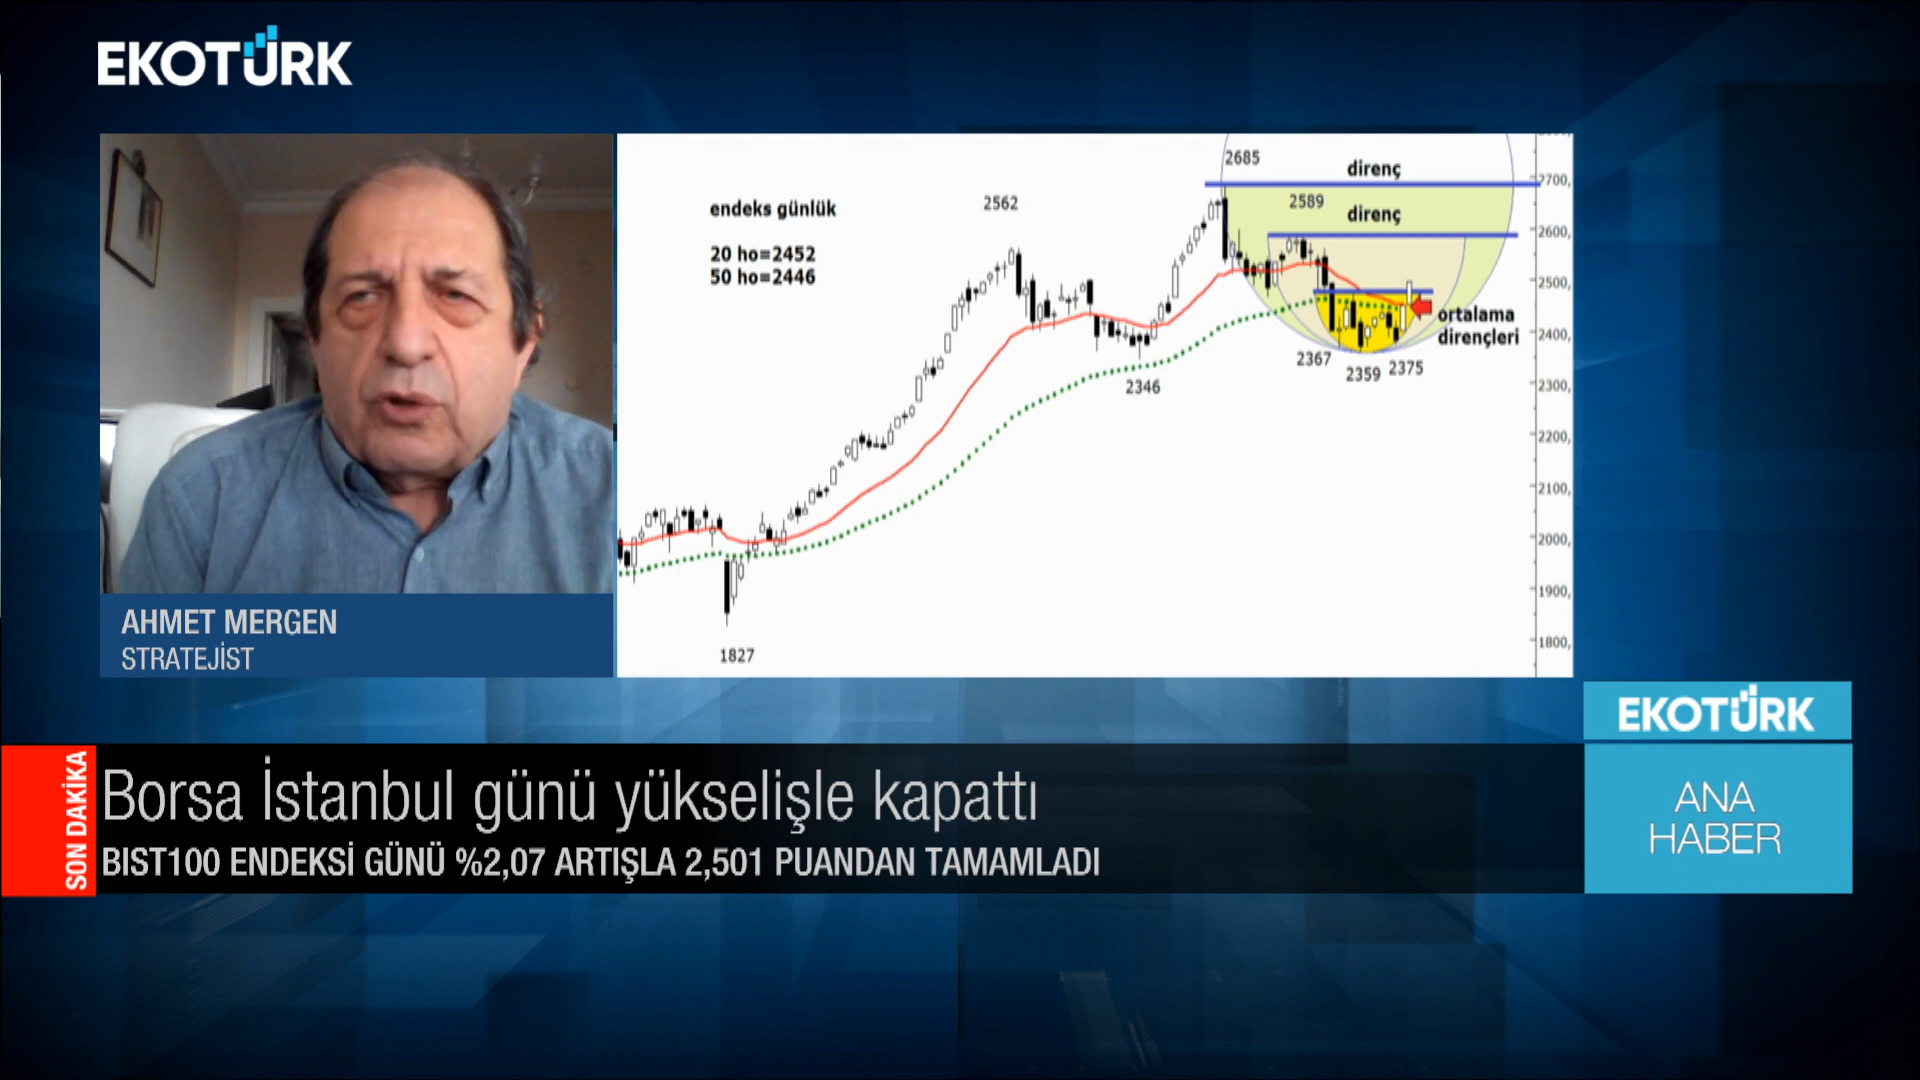 EKOTÜRK
endeks günlük
20 ho=2452
50 ho=2446
2562
2685
direnç
2589
direnç
ortalama
dirençleri
2367
2359
2375
2346
1827
2700,
2600,
2500,
2400,
2300,
2200,
2100,
2000,
1900,
1800,
AHMET MERGEN
STRATEJİST
EKOTÜRK
ANA
HABER
SON DAKİKA
Borsa İstanbul günü yükselişle kapattı
BIST100 ENDEKSİ GÜNÜ %2,07 ARTIŞLA 2,501 PUANDAN TAMAMLADI